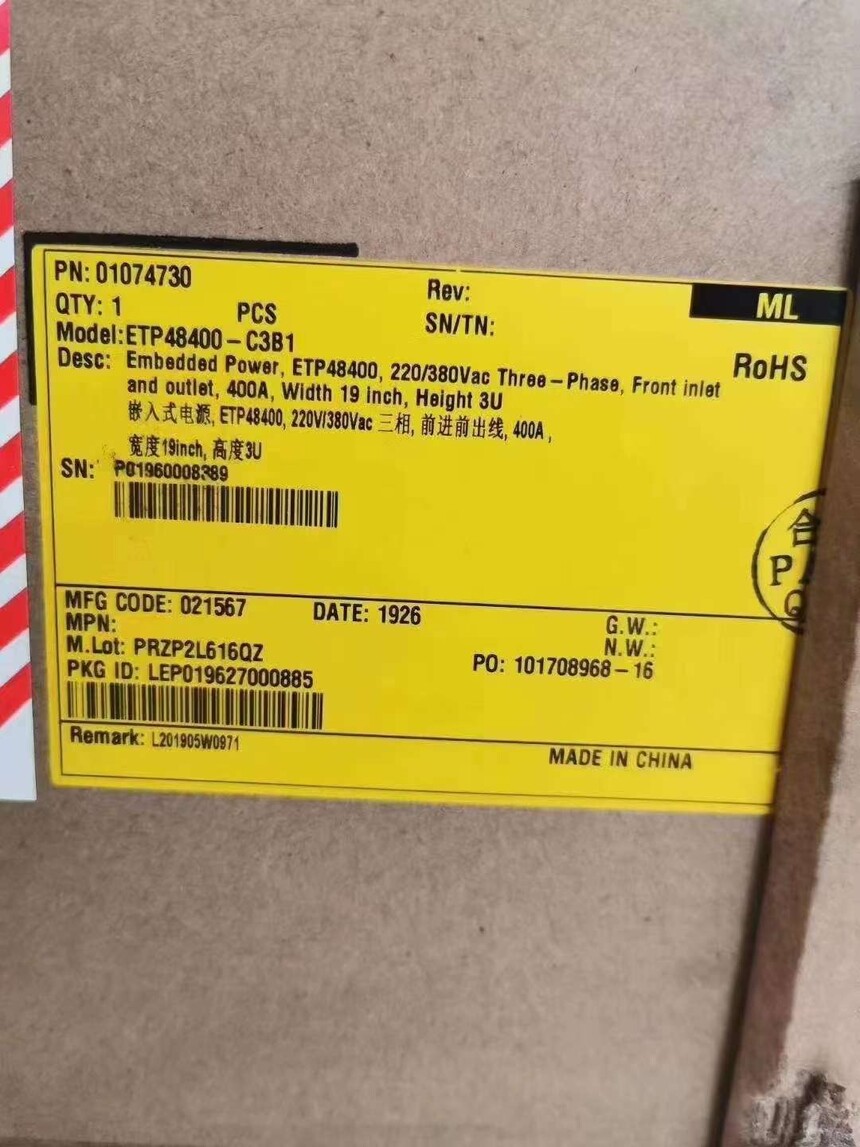 PN: 01074730
Rev:
ML
QTY: 1 PCS
SN/TN:
Model:ETP48400-C3B1
RoHS
Desc: Embedded Power, ETP48400, 220/380Vac Three-Phase, Front inlet
and outlet, 400A, Width 19 inch, Height 3U
嵌入式电源, ETP48400, 220V/380Vac 三相, 前进前出线, 400A,
宽度19inch, 高度3U
SN: P01960008389
合
P
Q
MFG CODE: 021567 DATE: 1926 G.W.:
MPN: N.W.:
M.Lot: PRZP2L616QZ PO: 101708968-16
PKG ID: LEP019627000885
Remark: L201905W0971
MADE IN CHINA